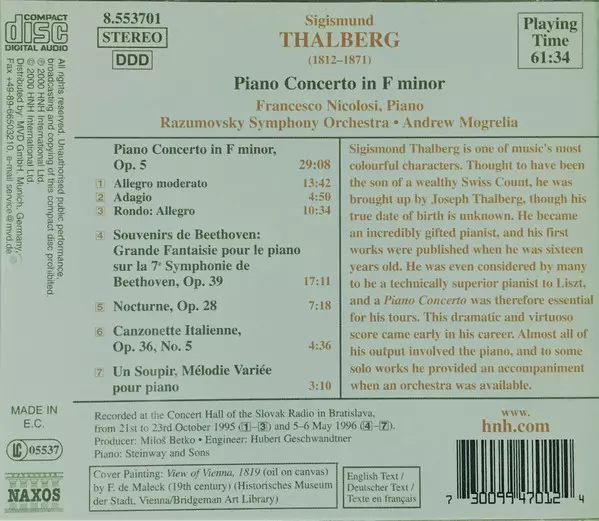 COMPACT
disc
DIGITAL AUDIO
8.553701
STEREO
DDD
Sigismund
THALBERG
(1812–1871)
Piano Concerto in F minor
Francesco Nicolosi, Piano
Razumovsky Symphony Orchestra • Andrew Mogrelia
Playing
Time
61:34
All rights reserved. Unauthorised public performance,
broadcasting and copying of this compact disc prohibited.
℗ 2000 HNH International Ltd.
© 2000 HNH International Ltd.
Distributed by: MVD GmbH, Munich, Germany,
Fax +49-89-66503210, e-mail service@mvd.de
Piano Concerto in F minor,
Op. 5 29:08
1 Allegro moderato 13:42
2 Adagio 4:50
3 Rondo: Allegro 10:34
4 Souvenirs de Beethoven:
Grande Fantaisie pour le piano
sur la 7e Symphonie de
Beethoven, Op. 39 17:11
5 Nocturne, Op. 28 7:18
6 Canzonette Italienne,
Op. 36, No. 5 4:36
7 Un Soupir, Mélodie Variée
pour piano 3:10
Sigismund Thalberg is one of music's most
colourful characters. Thought to have been
the son of a wealthy Swiss Count, he was
brought up by Joseph Thalberg, though his
true date of birth is unknown. He became
an incredibly gifted pianist, and his first
works were published when he was sixteen
years old. He was even considered by many
to be a technically superior pianist to Liszt,
and a Piano Concerto was therefore essential
for his tours. This dramatic and virtuoso
score came early in his career. Almost all of
his output involved the piano, and to some
solo works he provided an accompaniment
when an orchestra was available.
MADE IN
E.C.
LC 05537
NAXOS
Recorded at the Concert Hall of the Slovak Radio in Bratislava,
from 21st to 23rd October 1995 (1–3) and 5–6 May 1996 (4–7).
Producer: Miloš Betko • Engineer: Hubert Geschwandtner
Piano: Steinway and Sons
Cover Painting: View of Vienna, 1819 (oil on canvas)
by F. de Maleck (19th century) (Historisches Museum
der Stadt, Vienna/Bridgeman Art Library)
English Text /
Deutscher Text /
Texte en français
www.
hnh.com
7 30099 47012 4